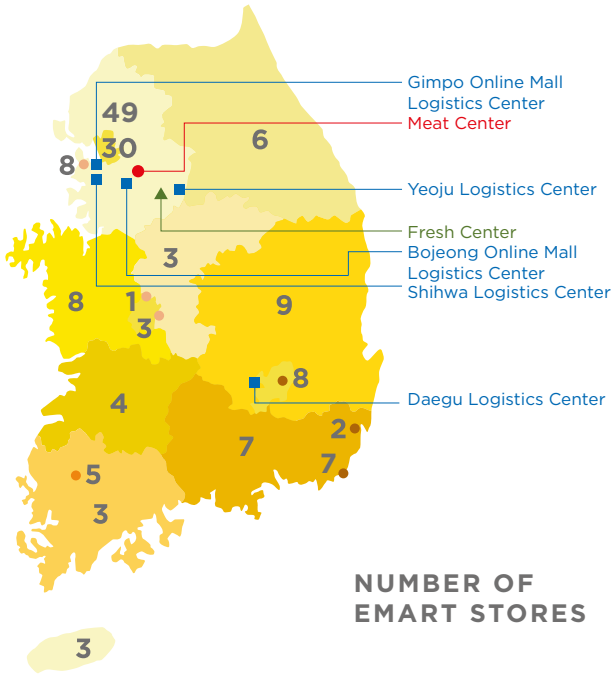 Gimpo Online Mall
Logistics Center
49
Meat Center
6
30
8
Yeoju Logistics Center
Fresh Center
3
Bojeong Online Mall
Logistics Center
Shihwa Logistics Center
8
1
9
3
8
Daegu Logistics Center
4
2
7
7
5
3
NUMBER OF
EMART STORES
3